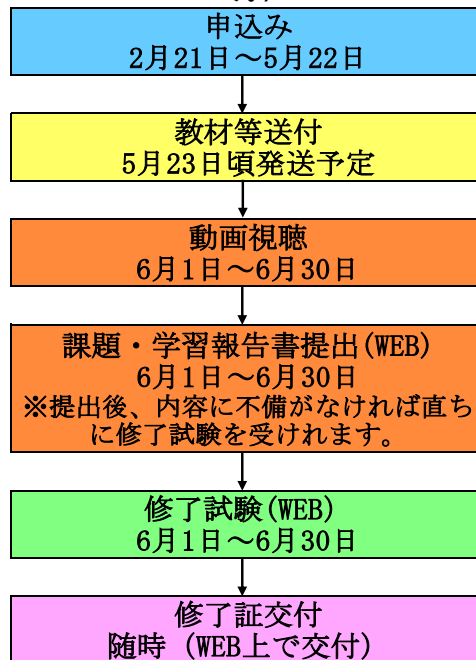 申込み
2月21日～5月22日
教材等送付
5月23日頃発送予定
動画視聴
6月1日～6月30日
課題・学習報告書提出(WEB)
6月1日～6月30日
※提出後、内容に不備がなければ直ち
に修了試験を受けれます。
修了試験(WEB)
6月1日～6月30日
修了証交付
随時（WEB上で交付）